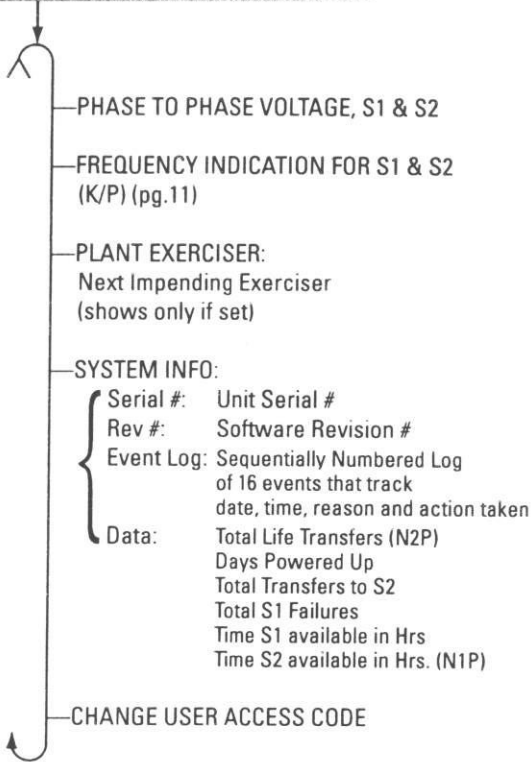 PHASE TO PHASE VOLTAGE, S1 & S2
FREQUENCY INDICATION FOR S1 & S2
(K/P) (pg.11)
PLANT EXERCISER:
Next Impending Exerciser
(shows only if set)
SYSTEM INFO:
Serial #: Unit Serial #
Rev #: Software Revision #
Event Log: Sequentially Numbered Log
of 16 events that track
date, time, reason and action taken
Data: Total Life Transfers (N2P)
Days Powered Up
Total Transfers to S2
Total S1 Failures
Time S1 available in Hrs
Time S2 available in Hrs. (N1P)
CHANGE USER ACCESS CODE